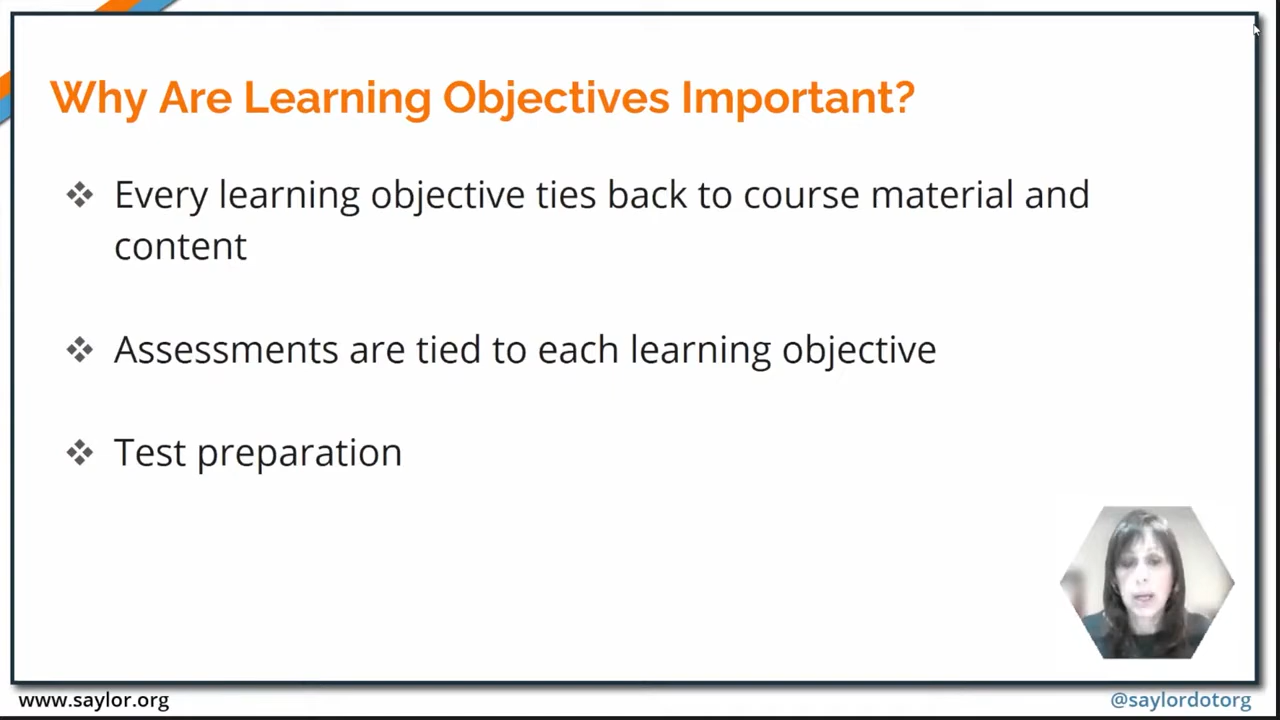 Why Are Learning Objectives Important?
❖ Every learning objective ties back to course material and
content
❖ Assessments are tied to each learning objective
❖ Test preparation
www.saylor.org
@saylordotorg